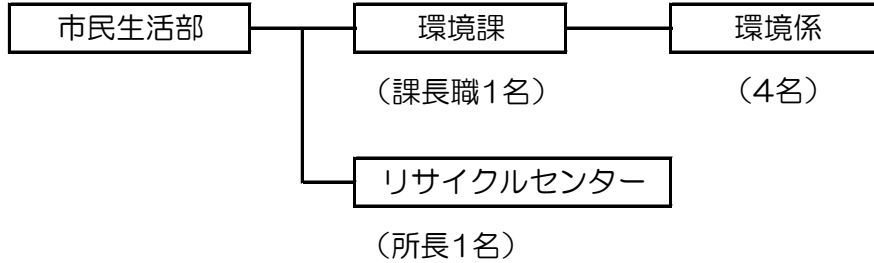 市民生活部 環境課 環境係
（課長職1名） （4名）
リサイクルセンター
（所長1名）